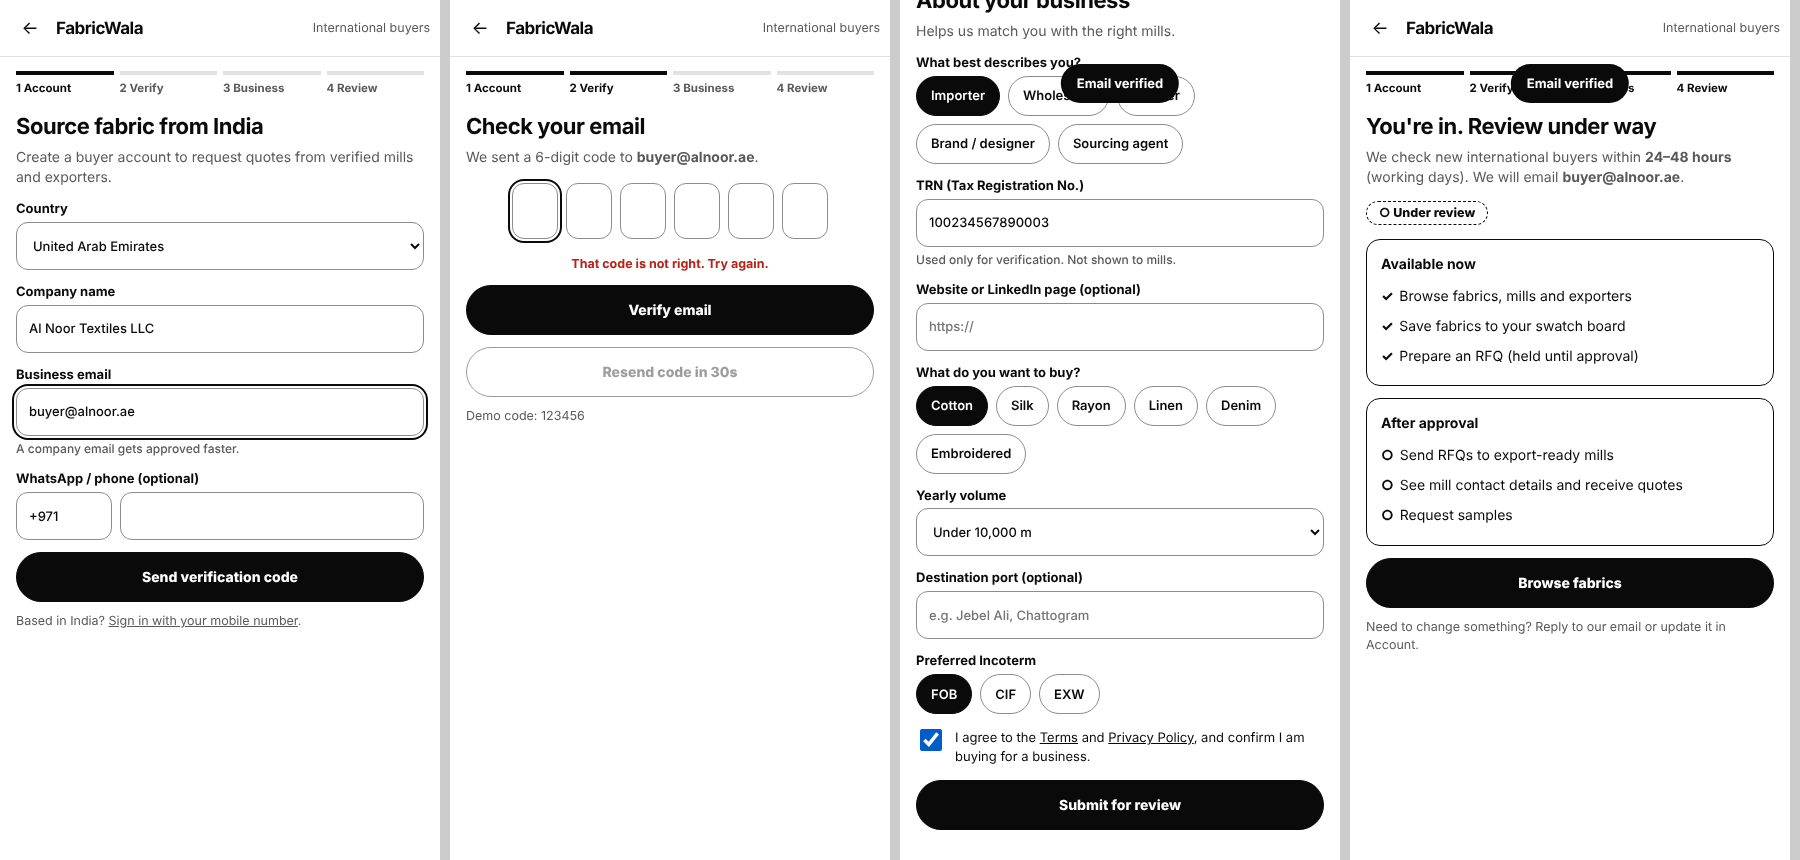 FabricWala
International buyers
1 Account
2 Verify
3 Business
4 Review
Source fabric from India
Create a buyer account to request quotes from verified mills
and exporters.
Country
United Arab Emirates
Company name
Al Noor Textiles LLC
Business email
buyer@alnoor.ae
A company email gets approved faster.
WhatsApp / phone (optional)
+971
Send verification code
Based in India? Sign in with your mobile number.
FabricWala
International buyers
1 Account
2 Verify
3 Business
4 Review
Check your email
We sent a 6-digit code to buyer@alnoor.ae.
That code is not right. Try again.
Verify email
Resend code in 30s
Demo code: 123456
About your business
Helps us match you with the right mills.
What best describes you?
Email verified
Importer
Brand / designer
Sourcing agent
TRN (Tax Registration No.)
100234567890003
Used only for verification. Not shown to mills.
Website or LinkedIn page (optional)
https://
What do you want to buy?
Cotton
Silk
Rayon
Linen
Denim
Embroidered
Yearly volume
Under 10,000 m
Destination port (optional)
e.g. Jebel Ali, Chattogram
Preferred Incoterm
FOB
CIF
EXW
I agree to the Terms and Privacy Policy, and confirm I am
buying for a business.
Submit for review
FabricWala
International buyers
1 Account
2 Verify
Email verified
4 Review
You're in. Review under way
We check new international buyers within 24–48 hours
(working days). We will email buyer@alnoor.ae.
Under review
Available now
Browse fabrics, mills and exporters
Save fabrics to your swatch board
Prepare an RFQ (held until approval)
After approval
Send RFQs to export-ready mills
See mill contact details and receive quotes
Request samples
Browse fabrics
Need to change something? Reply to our email or update it in
Account.